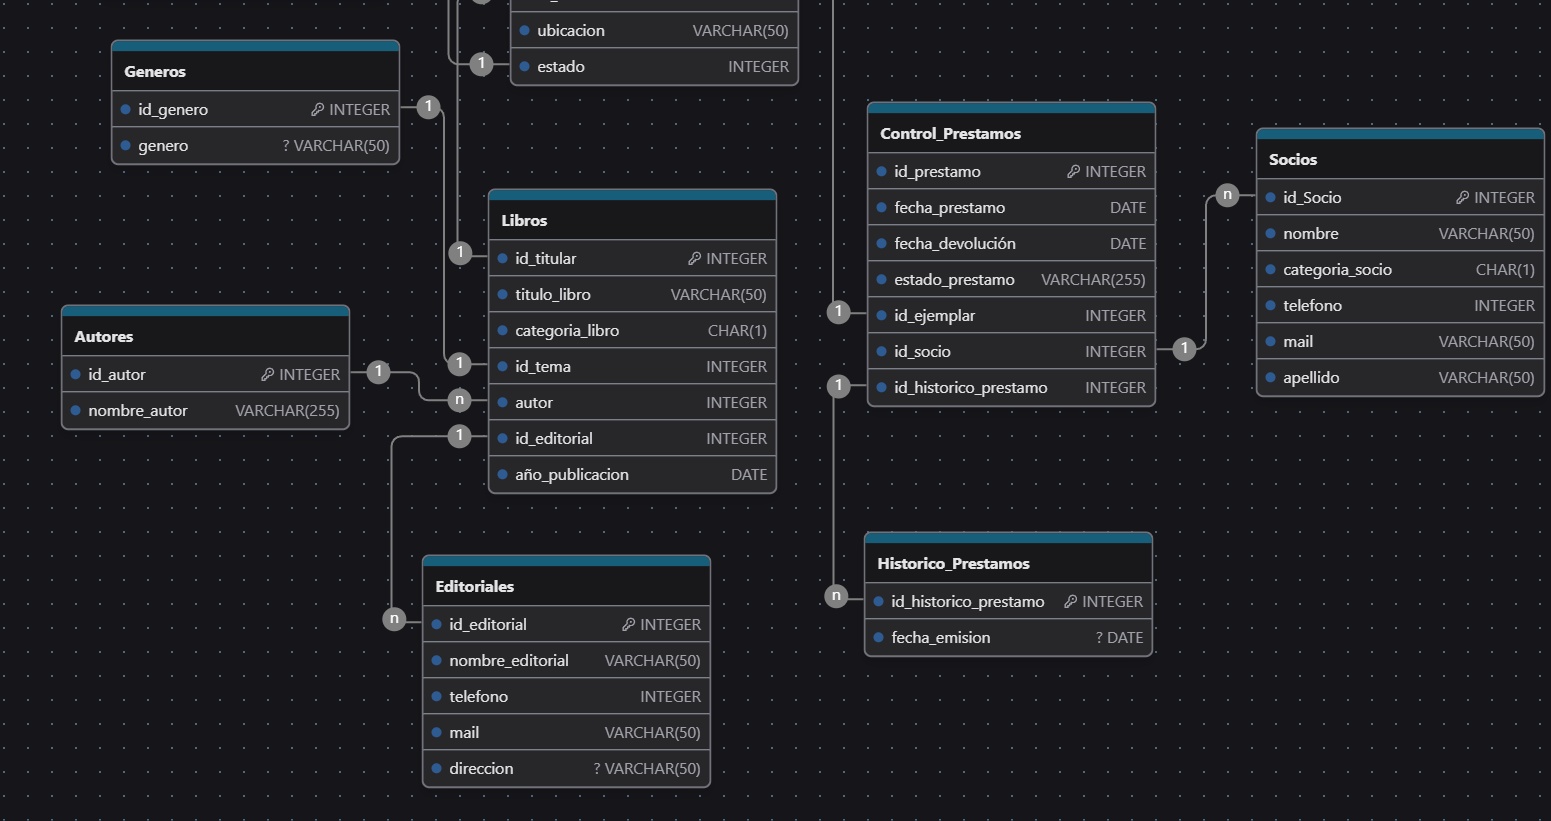 ubicacion VARCHAR(50)
1 estado INTEGER
Generos
id_genero INTEGER 1
genero ? VARCHAR(50)
Control_Prestamos
id_prestamo INTEGER
fecha_prestamo DATE
fecha_devolución DATE
estado_prestamo VARCHAR(255)
1 id_ejemplar INTEGER
id_socio INTEGER 1
1 id_historico_prestamo INTEGER
Socios
n id_Socio INTEGER
nombre VARCHAR(50)
categoria_socio CHAR(1)
telefono INTEGER
mail VARCHAR(50)
apellido VARCHAR(50)
Libros
1 id_titular INTEGER
titulo_libro VARCHAR(50)
categoria_libro CHAR(1)
1 id_tema INTEGER
n autor INTEGER
1 id_editorial INTEGER
año_publicacion DATE
Autores
id_autor INTEGER 1
nombre_autor VARCHAR(255)
Editoriales
n id_editorial INTEGER
nombre_editorial VARCHAR(50)
telefono INTEGER
mail VARCHAR(50)
direccion ? VARCHAR(50)
Historico_Prestamos
n id_historico_prestamo INTEGER
fecha_emision ? DATE